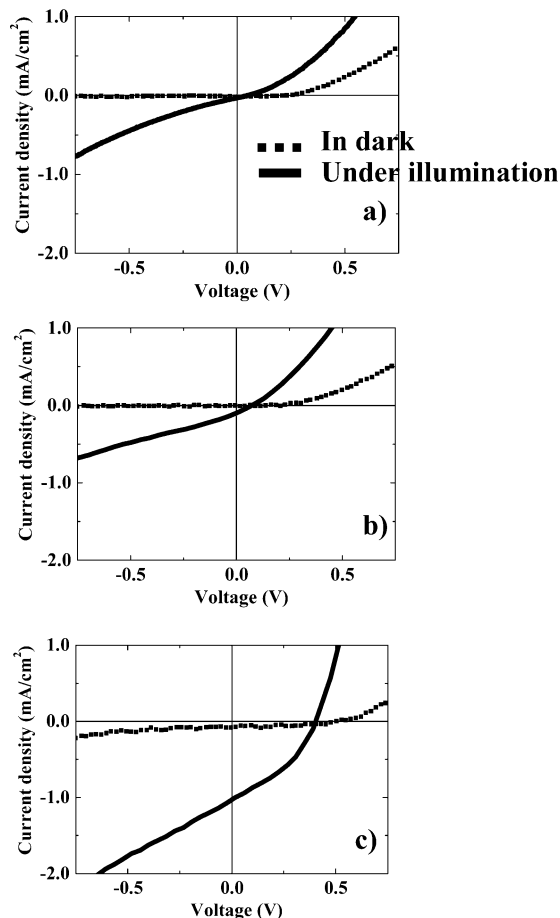 1.0
0.0
-1.0
-2.0
Current density (mA/cm²)
In dark
Under illumination
a)
-0.5 0.0 0.5
Voltage (V)
1.0
0.0
-1.0
-2.0
Current density (mA/cm²)
b)
-0.5 0.0 0.5
Voltage (V)
1.0
0.0
-1.0
-2.0
Current density (mA/cm²)
c)
-0.5 0.0 0.5
Voltage (V)